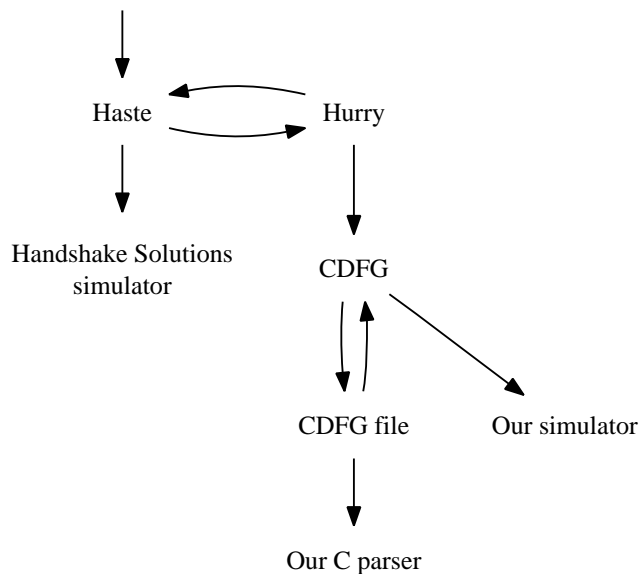 Haste
Hurry
Handshake Solutions
simulator
CDFG
CDFG file
Our simulator
Our C parser